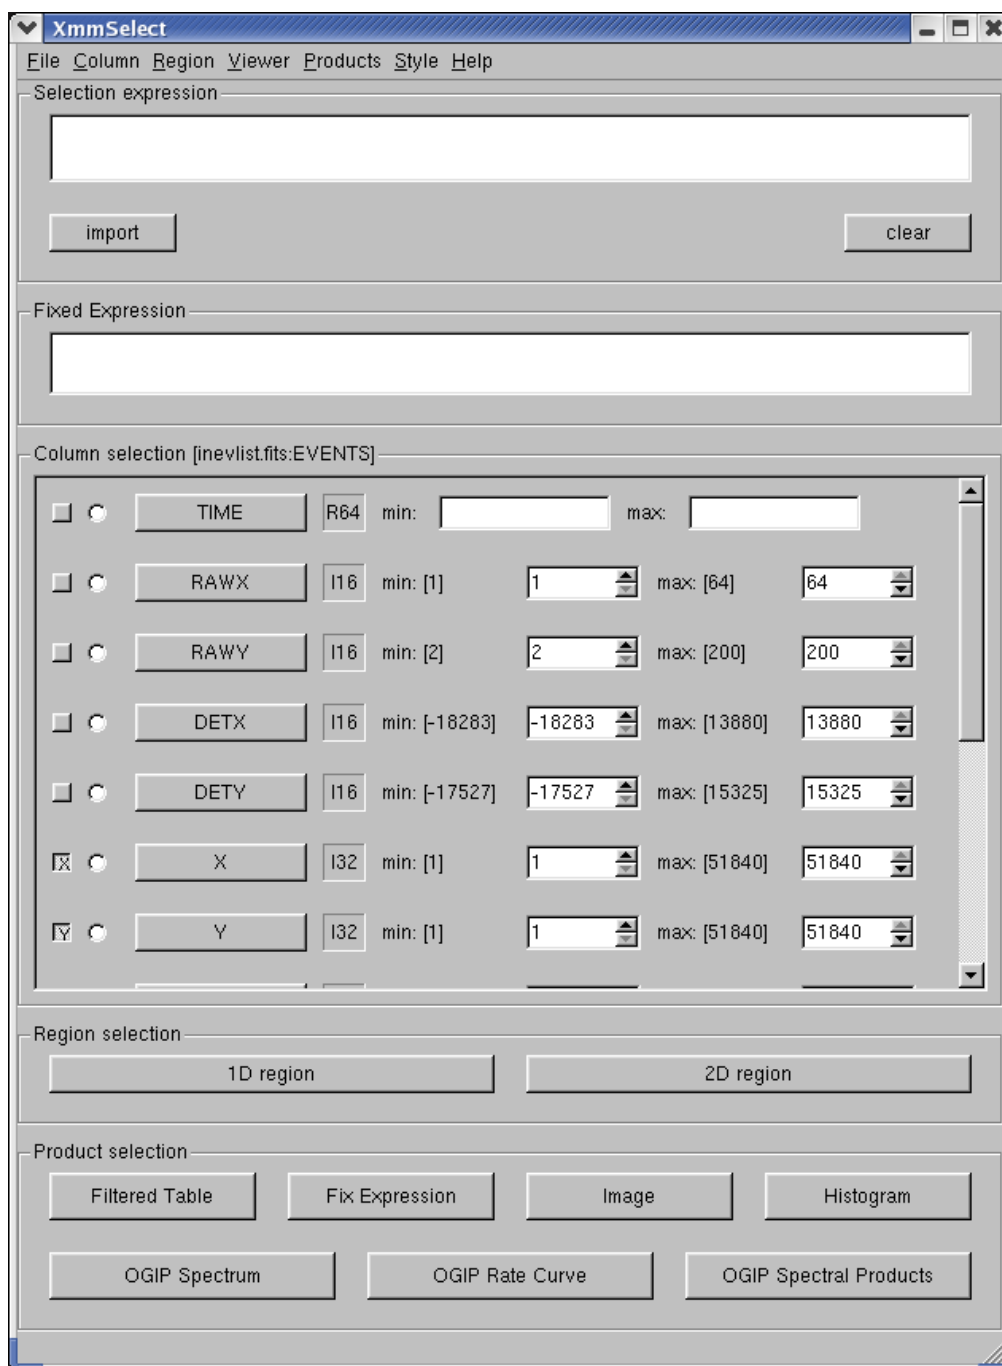 XmmSelect
File Column Region Viewer Products Style Help
Selection expression
import clear
Fixed Expression
Column selection [inevlist.fits:EVENTS]
TIME R64 min: max:
RAWX I16 min: [1] 1 max: [64] 64
RAWY I16 min: [2] 2 max: [200] 200
DETX I16 min: [-18283] -18283 max: [13880] 13880
DETY I16 min: [-17527] -17527 max: [15325] 15325
X X I32 min: [1] 1 max: [51840] 51840
Y Y I32 min: [1] 1 max: [51840] 51840
Region selection
1D region 2D region
Product selection
Filtered Table Fix Expression Image Histogram
OGIP Spectrum OGIP Rate Curve OGIP Spectral Products